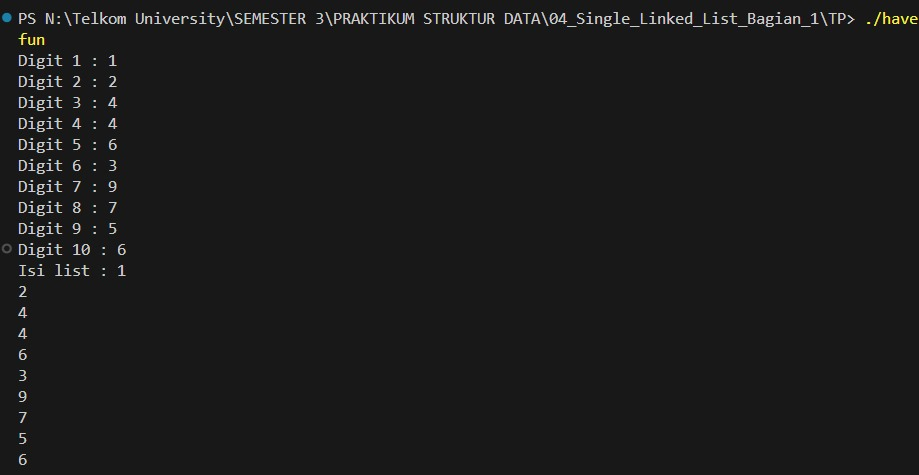 PS N:\Telkom University\SEMESTER 3\PRAKTIKUM STRUKTUR DATA\04_Single_Linked_List_Bagian_1\TP> ./have
fun
Digit 1 : 1
Digit 2 : 2
Digit 3 : 4
Digit 4 : 4
Digit 5 : 6
Digit 6 : 3
Digit 7 : 9
Digit 8 : 7
Digit 9 : 5
Digit 10 : 6
Isi list : 1
2
4
4
6
3
9
7
5
6